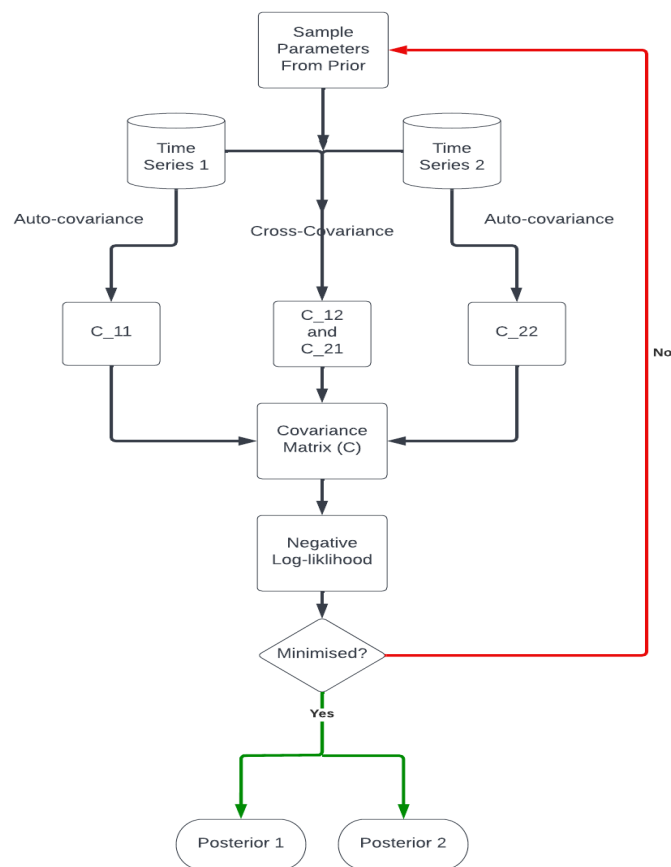 Sample
Parameters
From Prior
Time
Series 1
Time
Series 2
Auto-covariance
Cross-Covariance
Auto-covariance
C_11
C_12
and
C_21
C_22
No
Covariance
Matrix (C)
Negative
Log-liklihood
Minimised?
Yes
Posterior 1
Posterior 2